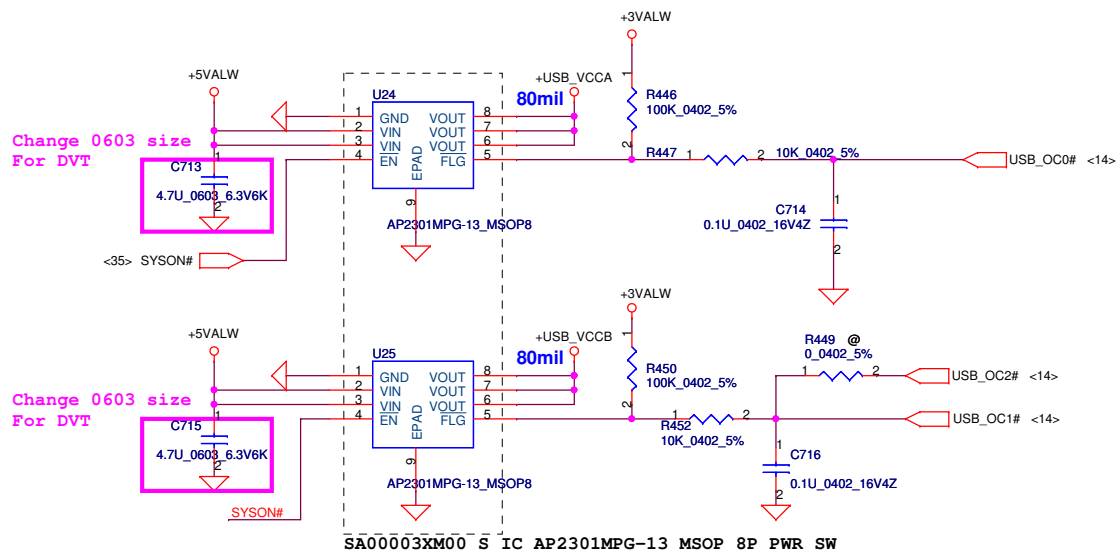 +3VALW
+5VALW
+USB_VCCA
80mil
U24
R446
100K_0402_5%
1
2
1 GND VOUT 8
2 VIN VOUT 7
3 VIN VOUT 6
4 EN FLG 5
EPAD
9
AP2301MPG-13_MSOP8
Change 0603 size
For DVT
1
C713
4.7U_0603_6.3V6K
2
R447 1 2 10K_0402_5%
USB_OC0# <14>
1
C714
0.1U_0402_16V4Z
2
<35> SYSON#
+3VALW
+5VALW
+USB_VCCB
80mil
U25
1
R450
100K_0402_5%
2
R449 @
0_0402_5%
1 2
USB_OC2# <14>
1 GND VOUT 8
2 VIN VOUT 7
3 VIN VOUT 6
4 EN FLG 5
EPAD
9
AP2301MPG-13_MSOP8
1 2
R452
10K_0402_5%
USB_OC1# <14>
Change 0603 size
For DVT
1
C715
4.7U_0603_6.3V6K
2
1
C716
0.1U_0402_16V4Z
2
SYSON#
SA00003XM00 S IC AP2301MPG-13 MSOP 8P PWR SW